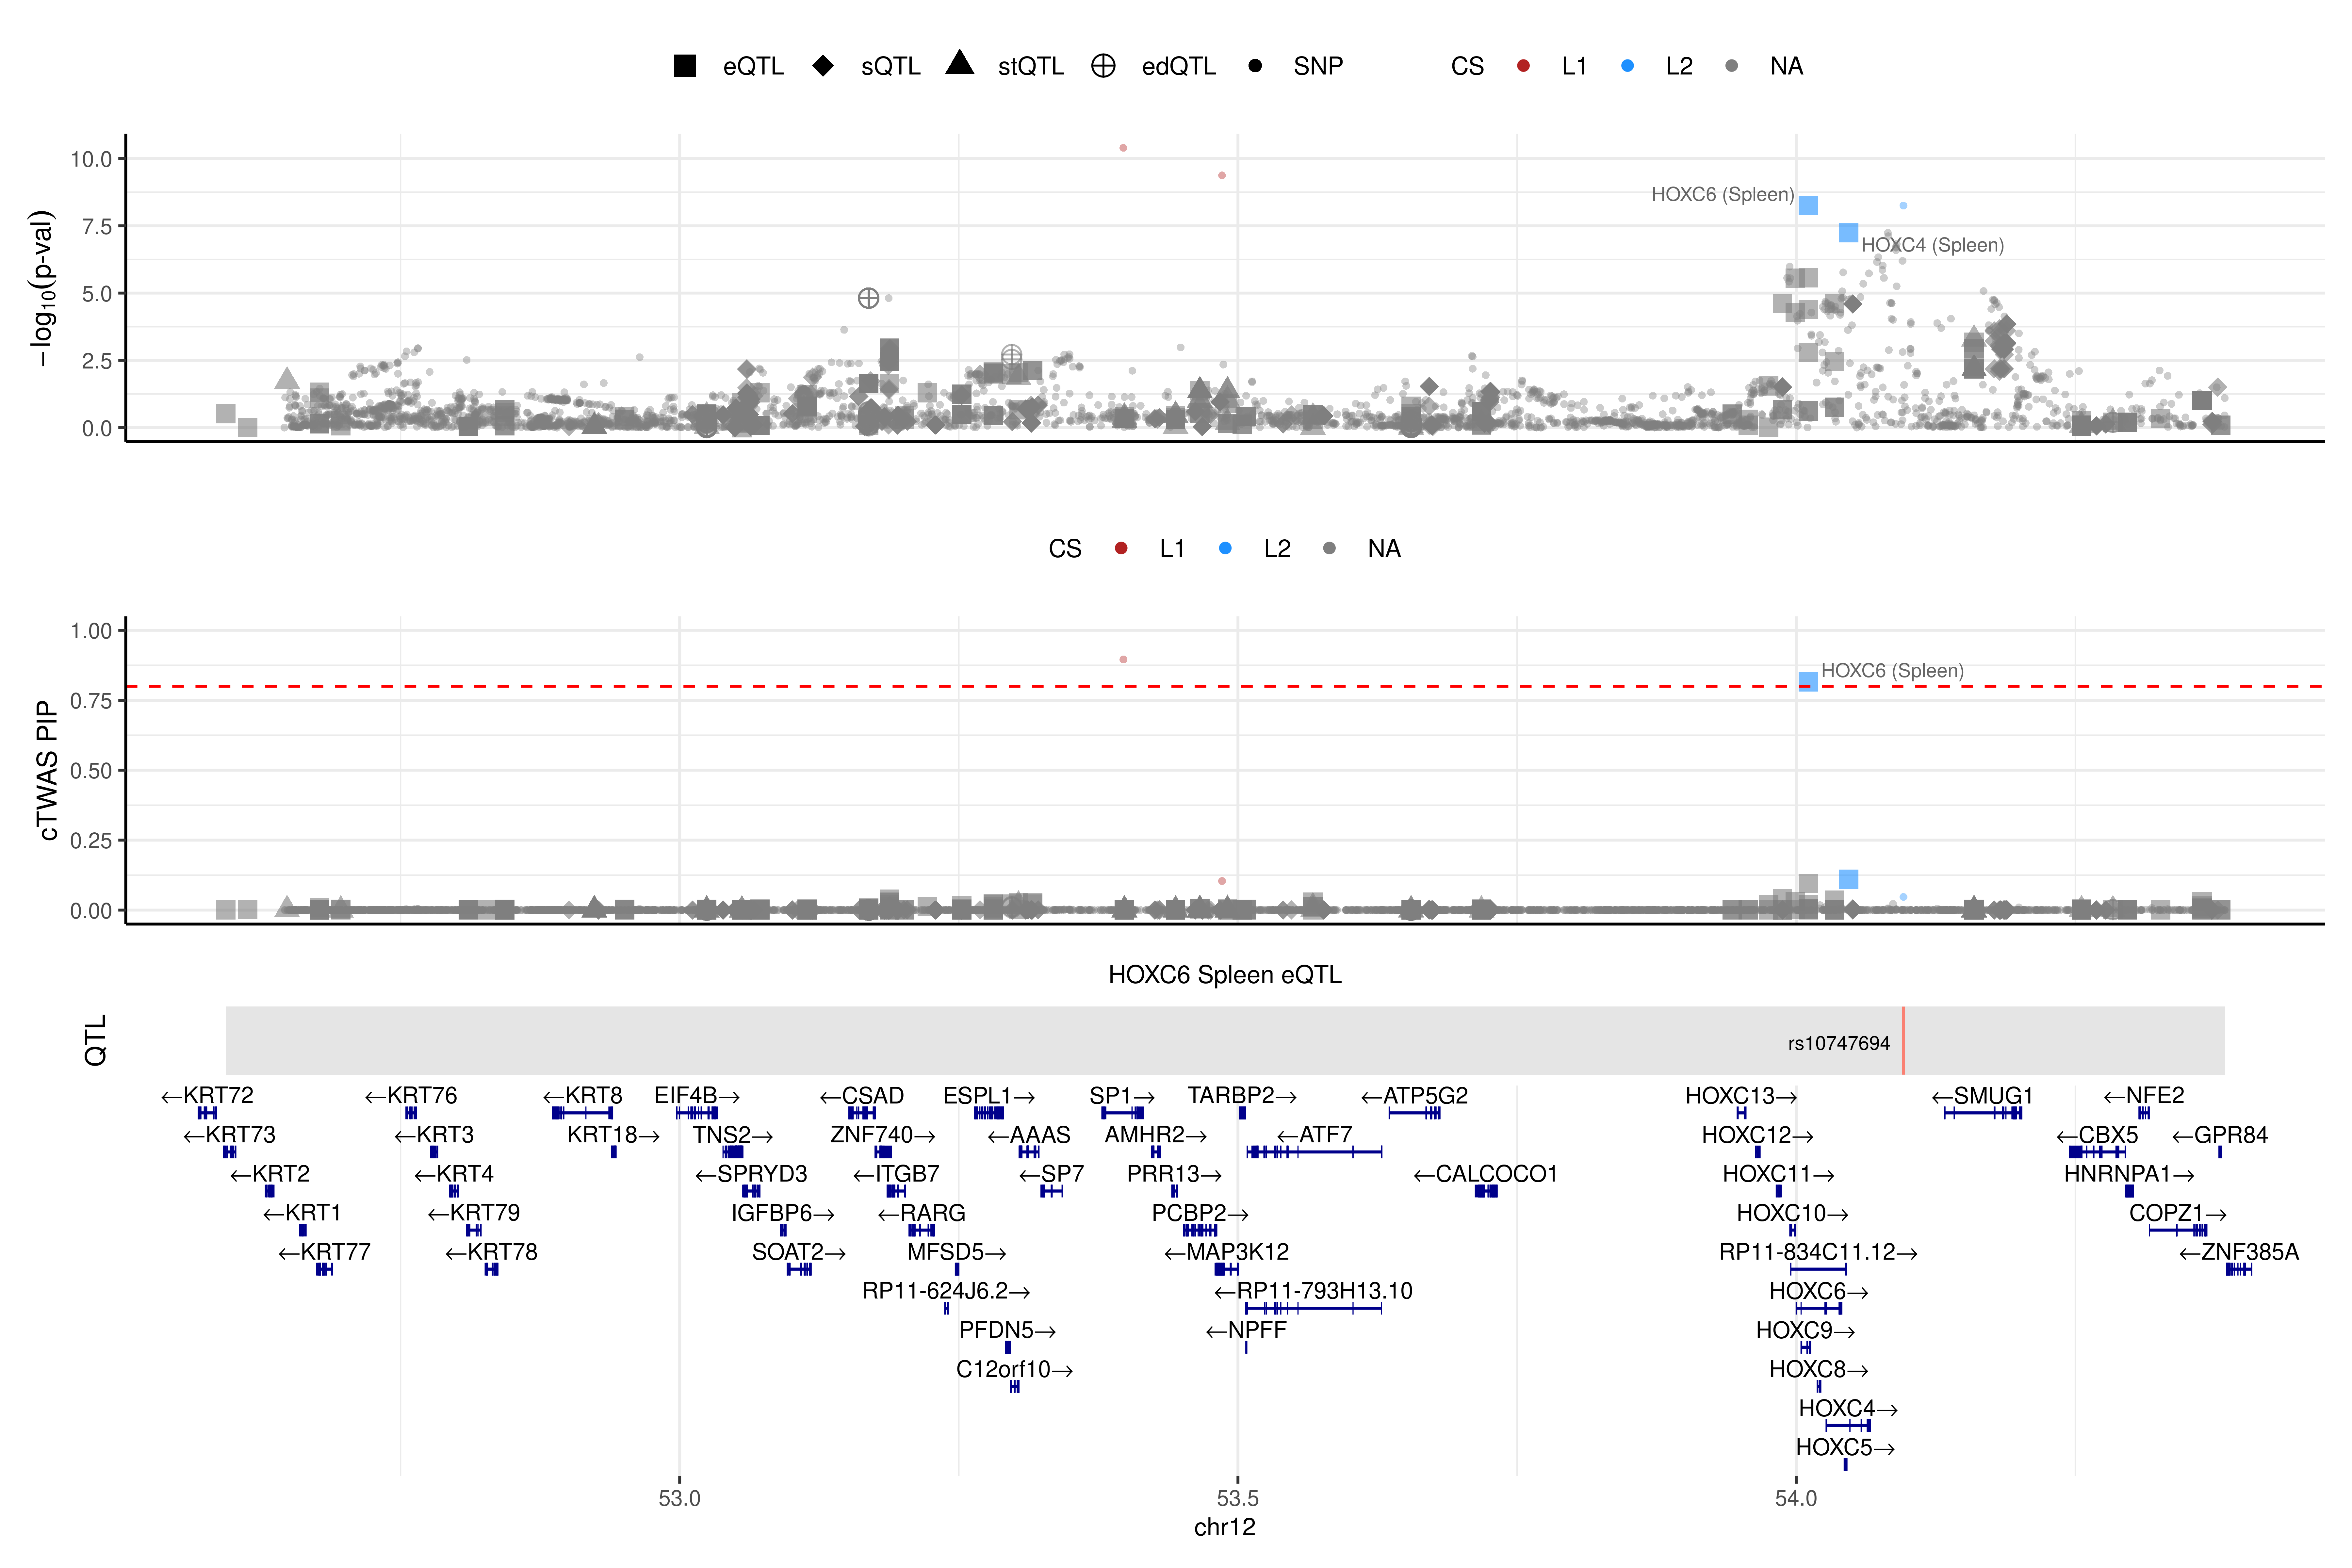 eQTL sQTL stQTL edQTL SNP CS L1 L2 NA
−log10(p-val)
10.0
7.5
5.0
2.5
0.0
HOXC6 (Spleen)
HOXC4 (Spleen)
CS L1 L2 NA
cTWAS PIP
1.00
0.75
0.50
0.25
0.00
HOXC6 (Spleen)
HOXC6 Spleen eQTL
QTL
rs10747694
←KRT72 ←KRT76 ←KRT8 EIF4B→ ←CSAD ESPL1→ SP1→ TARBP2→ ←ATP5G2 HOXC13→ ←SMUG1 ←NFE2
←KRT73 ←KRT3 KRT18→ TNS2→ ZNF740→ ←AAAS AMHR2→ ←ATF7 HOXC12→ ←CBX5 ←GPR84
←KRT2 ←KRT4 ←SPRYD3 ←ITGB7 ←SP7 PRR13→ ←CALCOCO1 HOXC11→ HNRNPA1→
←KRT1 ←KRT79 IGFBP6→ ←RARG PCBP2→ HOXC10→ COPZ1→
←KRT77 ←KRT78 SOAT2→ MFSD5→ ←MAP3K12 RP11-834C11.12→ ←ZNF385A
RP11-624J6.2→ ←RP11-793H13.10 HOXC6→
PFDN5→ ←NPFF HOXC9→
C12orf10→ HOXC8→
HOXC4→
HOXC5→
53.0 53.5 54.0
chr12